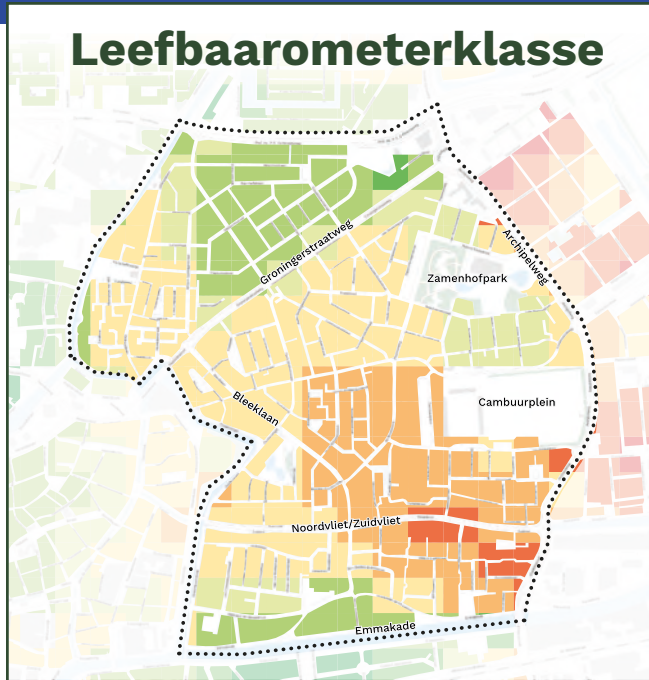 Leefbaarometerklasse
Groningerstraatweg
Archipelweg
Zamenhofpark
Bleeklaan
Cambuurplein
Noordvliet/Zuidvliet
Emmakade